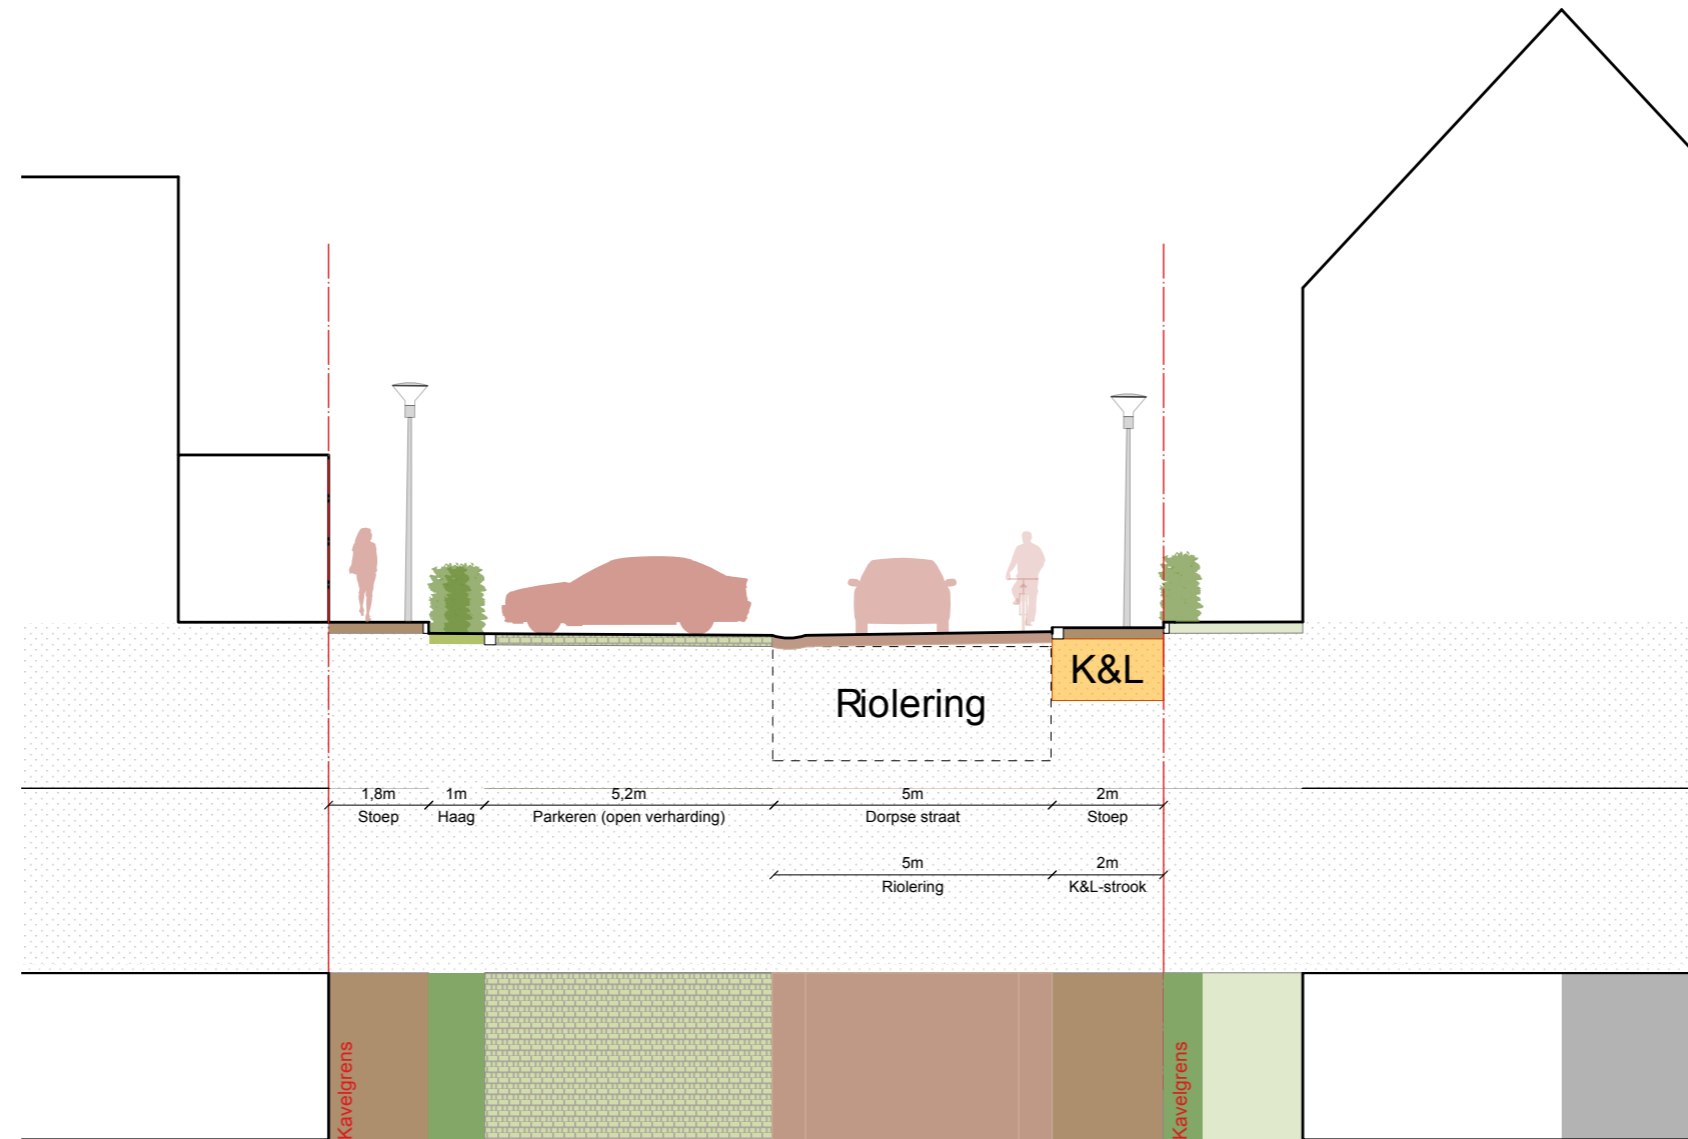 K&L
Riolering
1,8m 1m 5,2m 5m 2m
Stoep Haag Parkeren (open verharding) Dorpse straat Stoep
5m 2m
Riolering K&L-strook
Kavelgrens Kavelgrens